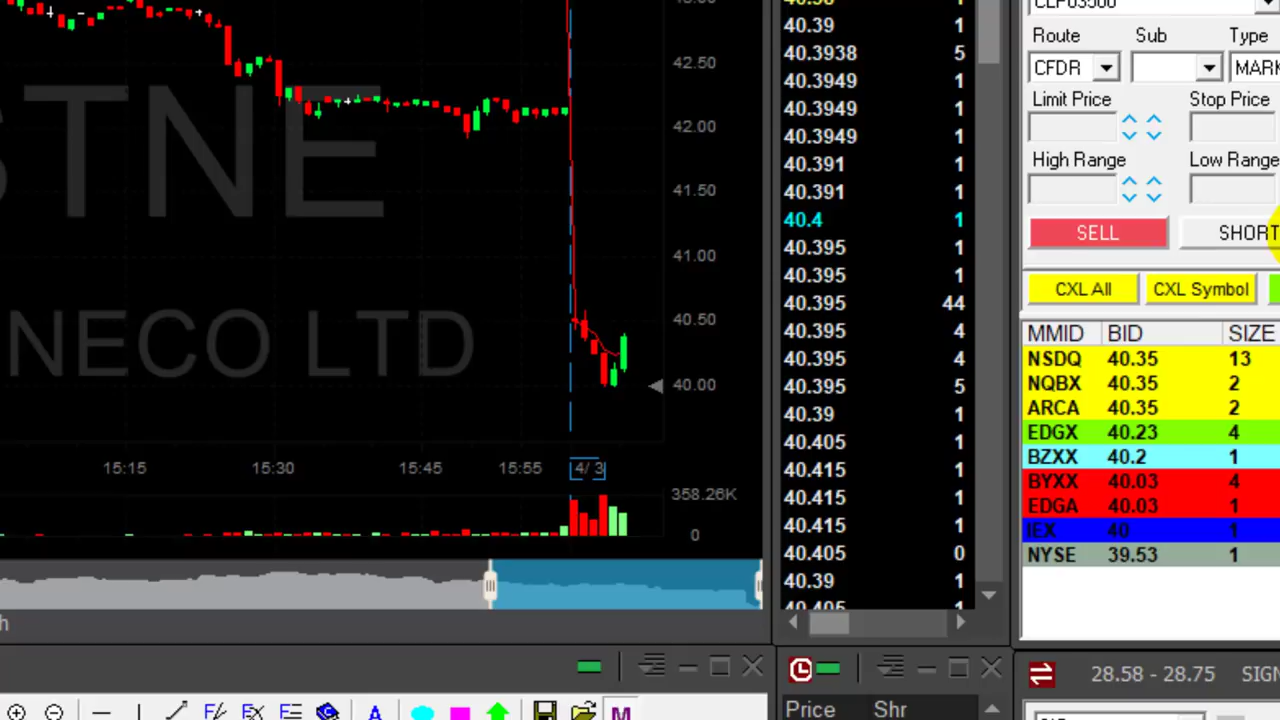 42.50
42.00
41.50
41.00
40.50
40.00
STNE
NECO LTD
15:15 15:30 15:45 15:55 4/ 3
358.26K
0
h
40.39 1
40.3938 5
40.3949 1
40.3949 1
40.3949 1
40.391 1
40.391 1
40.4 1
40.395 1
40.395 1
40.395 44
40.395 4
40.395 4
40.395 5
40.39 1
40.405 1
40.415 1
40.415 1
40.415 1
40.405 0
40.39 1
40.405 1
Price Shr
Route Sub Type
CFDR MARK
Limit Price Stop Price
High Range Low Range
SELL SHORT
CXL All CXL Symbol
MMID BID SIZE
NSDQ 40.35 13
NQBX 40.35 2
ARCA 40.35 2
EDGX 40.23 4
BZXX 40.2 1
BYXX 40.03 4
EDGA 40.03 1
IEX 40 1
NYSE 39.53 1
28.58 - 28.75 SIGN
A M